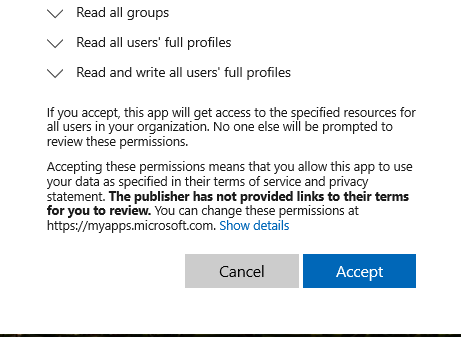 Read all groups
Read all users' full profiles
Read and write all users' full profiles
If you accept, this app will get access to the specified resources for
all users in your organization. No one else will be prompted to
review these permissions.
Accepting these permissions means that you allow this app to use
your data as specified in their terms of service and privacy
statement. The publisher has not provided links to their terms
for you to review. You can change these permissions at
https://myapps.microsoft.com. Show details
Cancel Accept